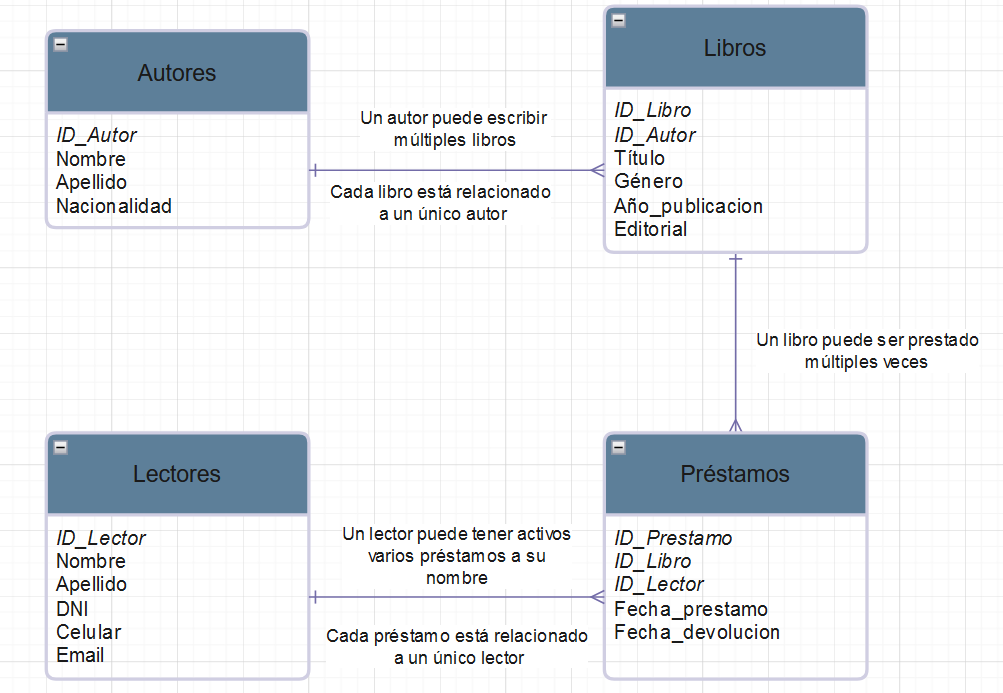 Autores
ID_Autor
Nombre
Apellido
Nacionalidad
Un autor puede escribir
múltiples libros
Cada libro está relacionado
a un único autor
Libros
ID_Libro
ID_Autor
Título
Género
Año_publicacion
Editorial
Un libro puede ser prestado
múltiples veces
Lectores
ID_Lector
Nombre
Apellido
DNI
Celular
Email
Un lector puede tener activos
varios préstamos a su
nombre
Cada préstamo está relacionado
a un único lector
Préstamos
ID_Prestamo
ID_Libro
ID_Lector
Fecha_prestamo
Fecha_devolucion